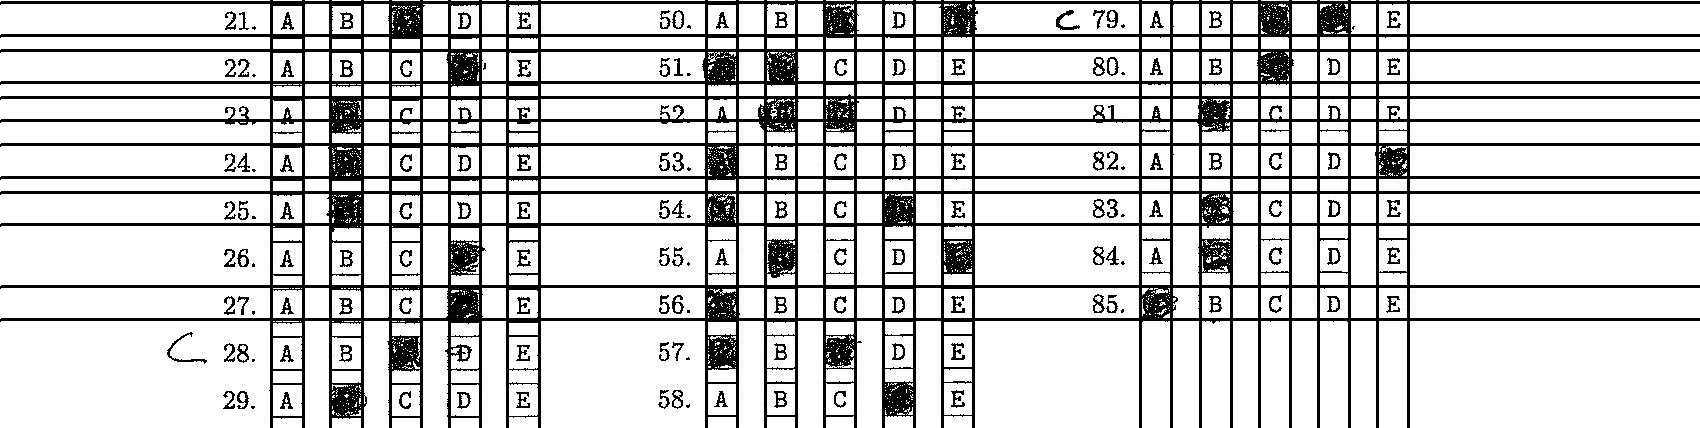 21. A B D E 50. A B D C 79. A B E
22. A B C E 51. C D E 80. A B D E
23. A C D E 52. A D E 81 A C D E
24. A C D E 53. B C D E 82. A B C D
25. A C D E 54. B C E 83. A C D E
26. A B C E 55. A C D 84. A C D E
27. A B C E 56. B C D E 85. B C D E
C 28. A B D E 57. B D E
29. A C D E 58. A B C E